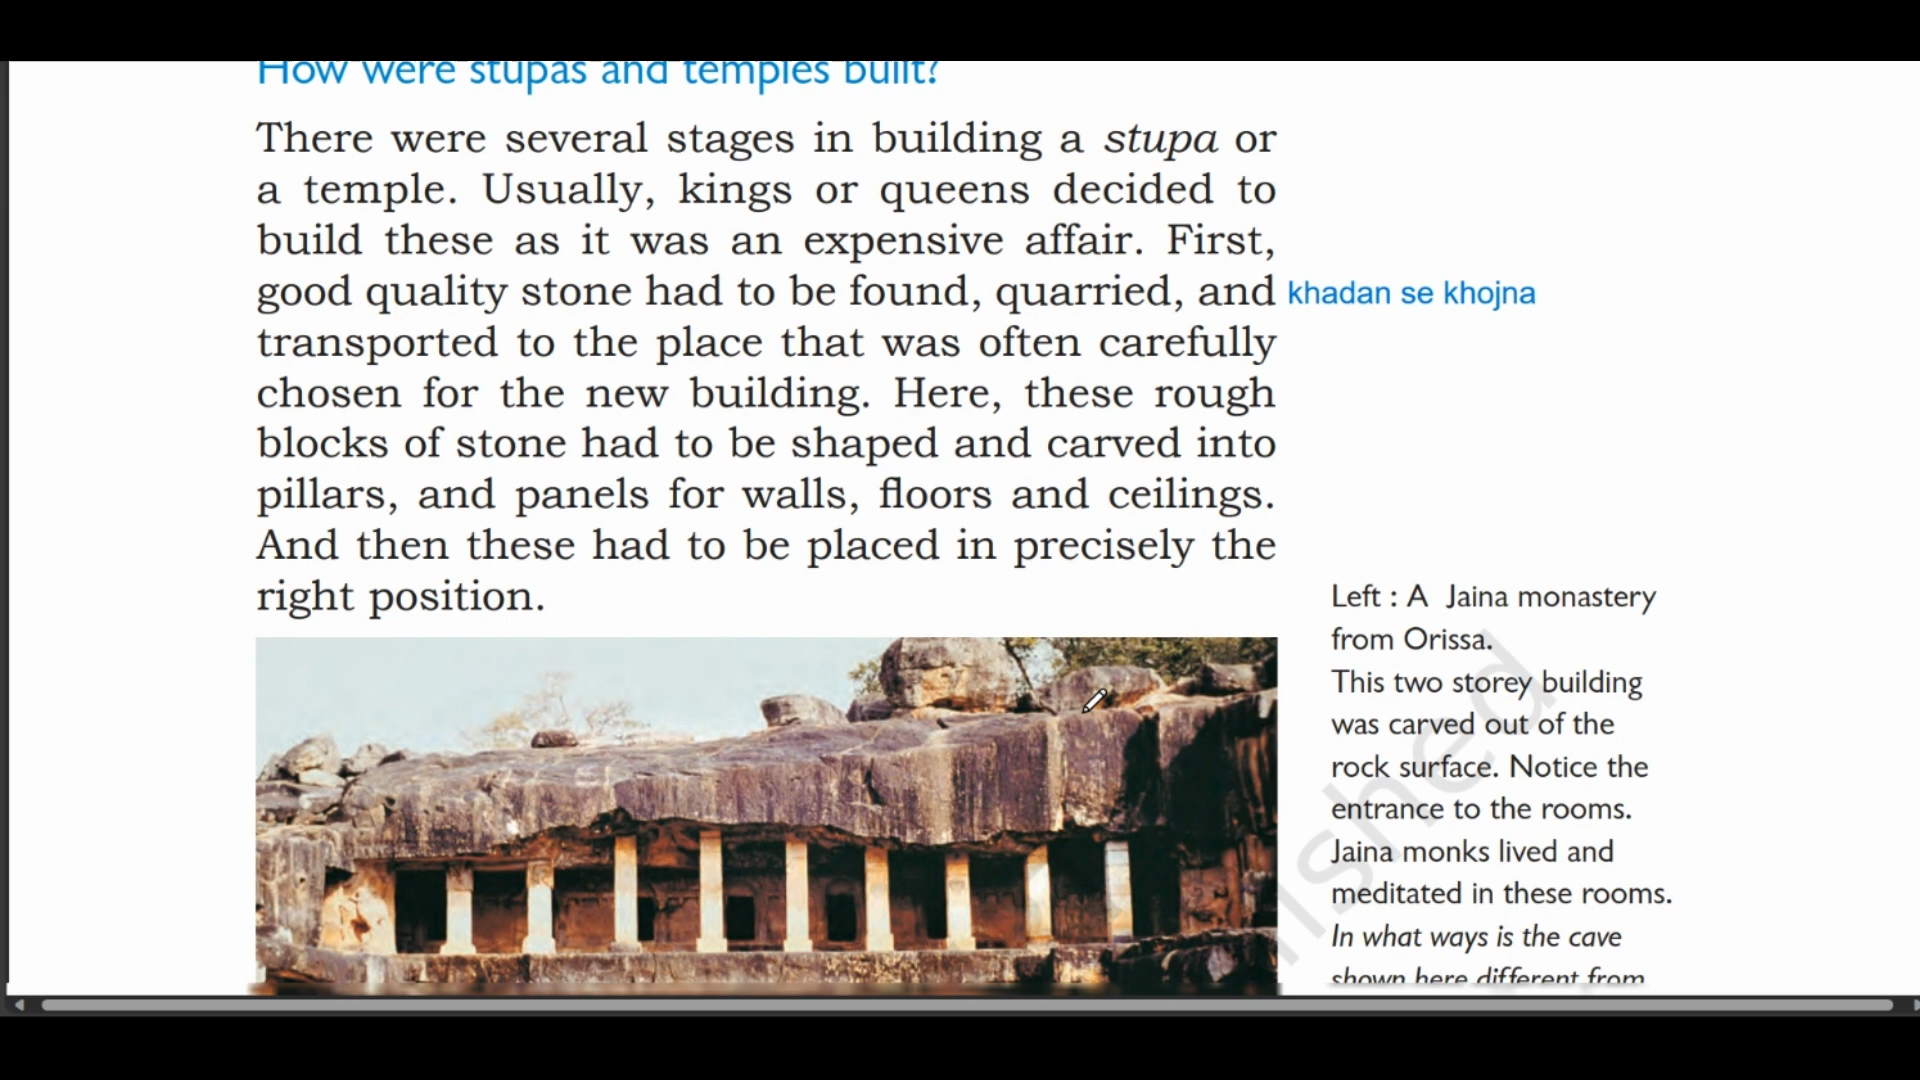 How were stupas and temples built?
There were several stages in building a stupa or
a temple. Usually, kings or queens decided to
build these as it was an expensive affair. First,
good quality stone had to be found, quarried, and khadan se khojna
transported to the place that was often carefully
chosen for the new building. Here, these rough
blocks of stone had to be shaped and carved into
pillars, and panels for walls, floors and ceilings.
And then these had to be placed in precisely the
right position.
Left : A Jaina monastery
from Orissa.
This two storey building
was carved out of the
rock surface. Notice the
entrance to the rooms.
Jaina monks lived and
meditated in these rooms.
In what ways is the cave
shown here different from